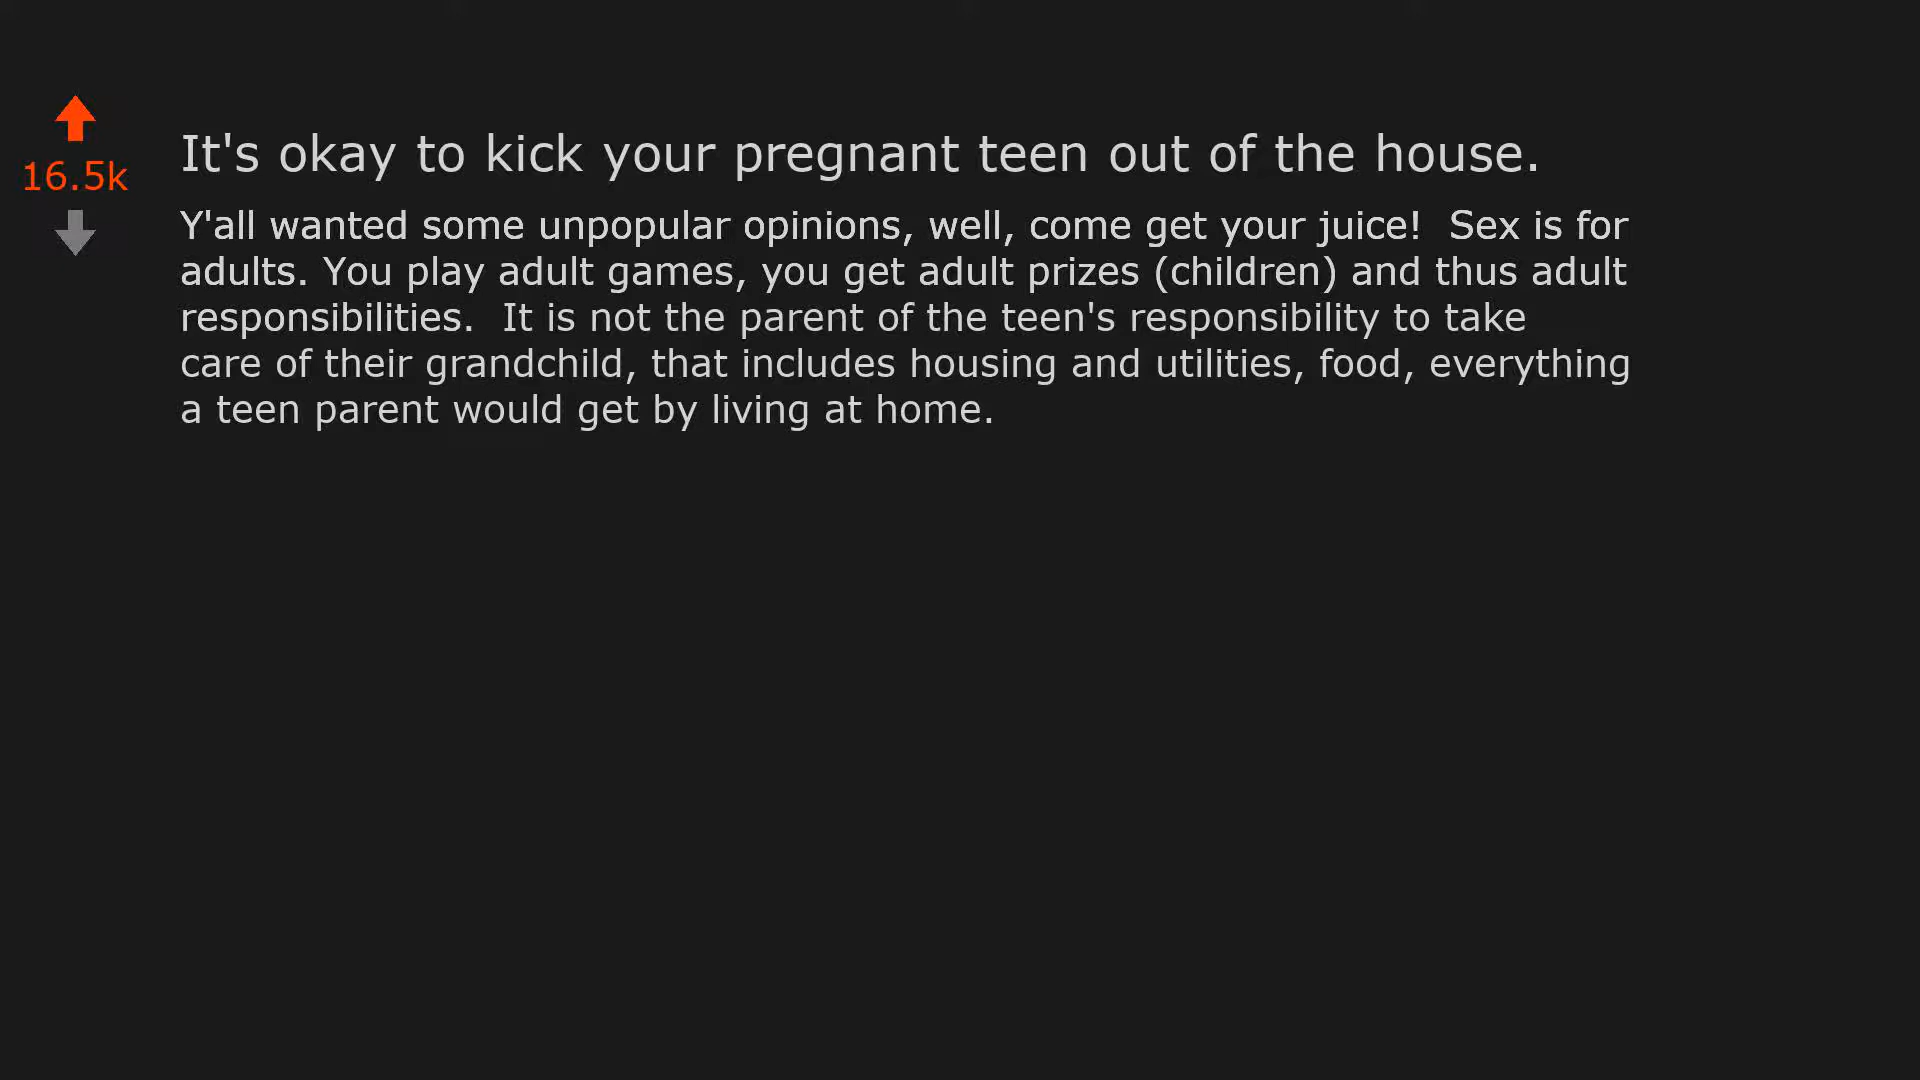 It's okay to kick your pregnant teen out of the house.
16.5k
Y'all wanted some unpopular opinions, well, come get your juice!  Sex is for
adults. You play adult games, you get adult prizes (children) and thus adult
responsibilities.  It is not the parent of the teen's responsibility to take
care of their grandchild, that includes housing and utilities, food, everything
a teen parent would get by living at home.